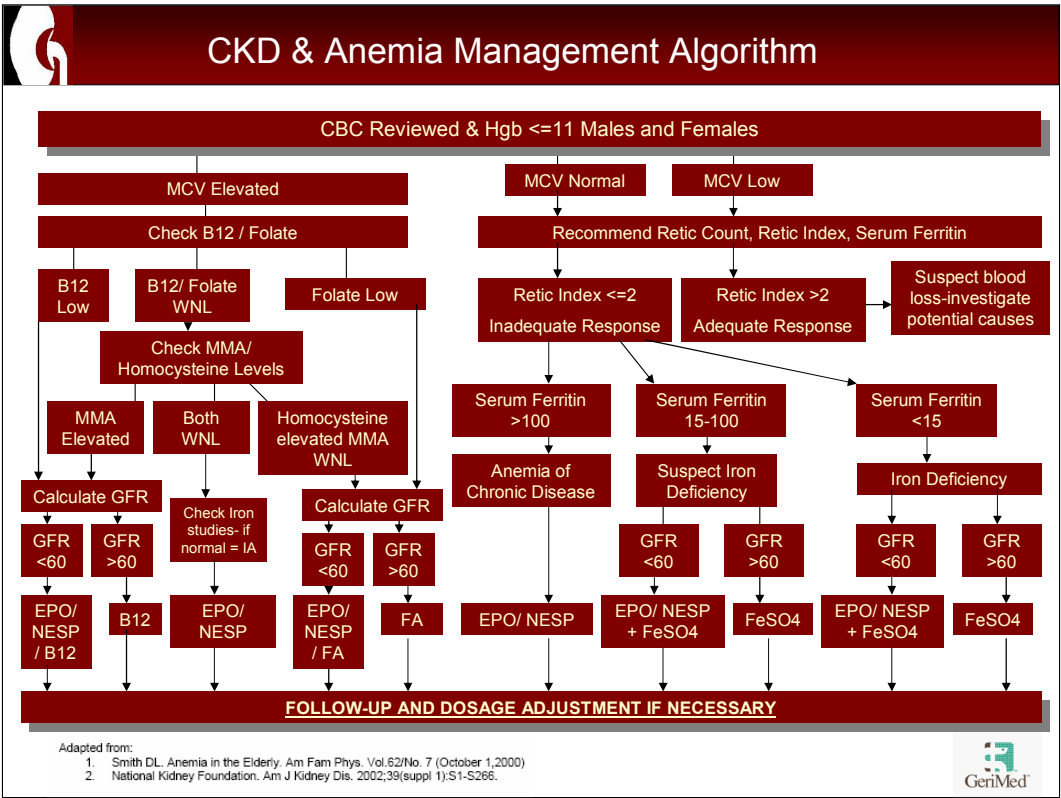 CKD & Anemia Management Algorithm
CBC Reviewed & Hgb <=11 Males and Females
MCV Elevated
MCV Normal
MCV Low
Check B12 / Folate
Recommend Retic Count, Retic Index, Serum Ferritin
B12
Low
B12/ Folate
WNL
Folate Low
Retic Index <=2
Inadequate Response
Retic Index >2
Adequate Response
Suspect blood
loss-investigate
potential causes
Check MMA/
Homocysteine Levels
MMA
Elevated
Both
WNL
Homocysteine
elevated MMA
WNL
Serum Ferritin
>100
Serum Ferritin
15-100
Serum Ferritin
<15
Anemia of
Chronic Disease
Suspect Iron
Deficiency
Iron Deficiency
Calculate GFR
Check Iron
studies- if
normal = IA
Calculate GFR
GFR
<60
GFR
>60
GFR
<60
GFR
>60
GFR
<60
GFR
>60
GFR
<60
GFR
>60
EPO/
NESP
/ B12
B12
EPO/
NESP
EPO/
NESP
/ FA
FA
EPO/ NESP
EPO/ NESP
+ FeSO4
FeSO4
EPO/ NESP
+ FeSO4
FeSO4
FOLLOW-UP AND DOSAGE ADJUSTMENT IF NECESSARY
Adapted from:
1. Smith DL. Anemia in the Elderly. Am Fam Phys. Vol.62/No. 7 (October 1,2000)
2. National Kidney Foundation. Am J Kidney Dis. 2002;39(suppl 1):S1-S266.
GeriMed